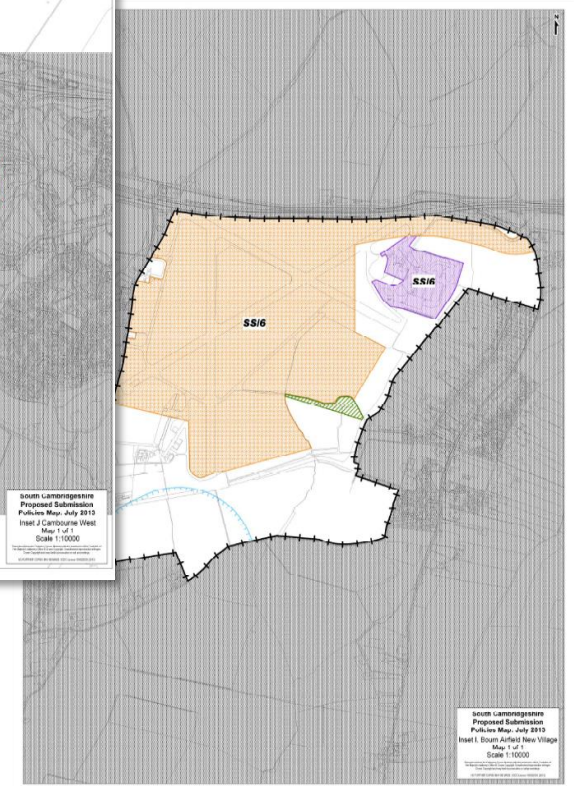 N
SS/6
SS/6
South Cambridgeshire
Proposed Submission
Policies Map: July 2013
Inset J Cambourne West
Map 1 of 1
Scale 1:10000
South Cambridgeshire
Proposed Submission
Policies Map: July 2013
Inset I, Bourn Airfield New Village
Map 1 of 1
Scale 1:10000